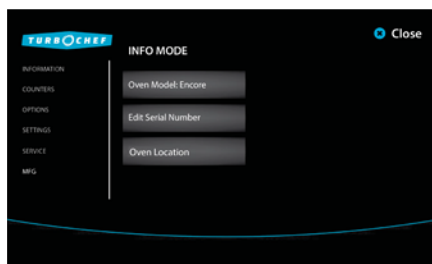 TURBOCHEF
Close
INFO MODE
INFORMATION
COUNTERS
OPTIONS
SETTINGS
SERVICE
MFG
Oven Model: Encore
Edit Serial Number
Oven Location